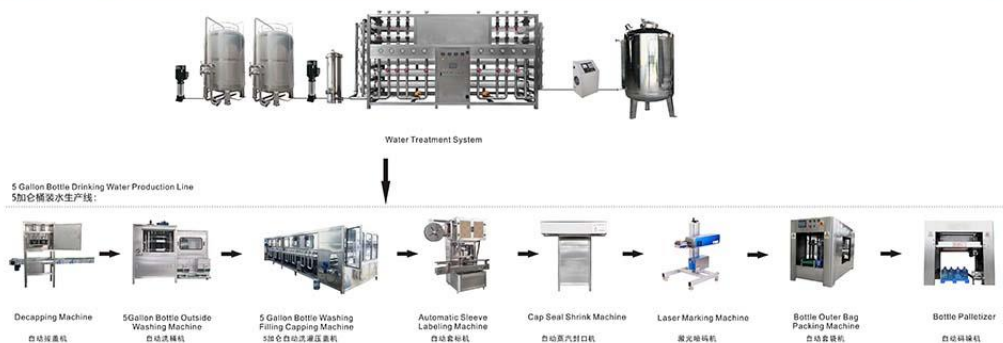 Water Treatment System
5 Gallon Bottle Drinking Water Production Line
5加仑桶装水生产线：
Decapping Machine
自动拔盖机
5Gallon Bottle Outside
Washing Machine
自动洗桶机
5 Gallon Bottle Washing
Filling Capping Machine
5加仑自动洗灌压盖机
Automatic Sleeve
Labeling Machine
自动套标机
Cap Seal Shrink Machine
自动蒸汽封口机
Laser Marking Machine
激光喷码机
Bottle Outer Bag
Packing Machine
自动套袋机
Bottle Palletizer
自动码垛机